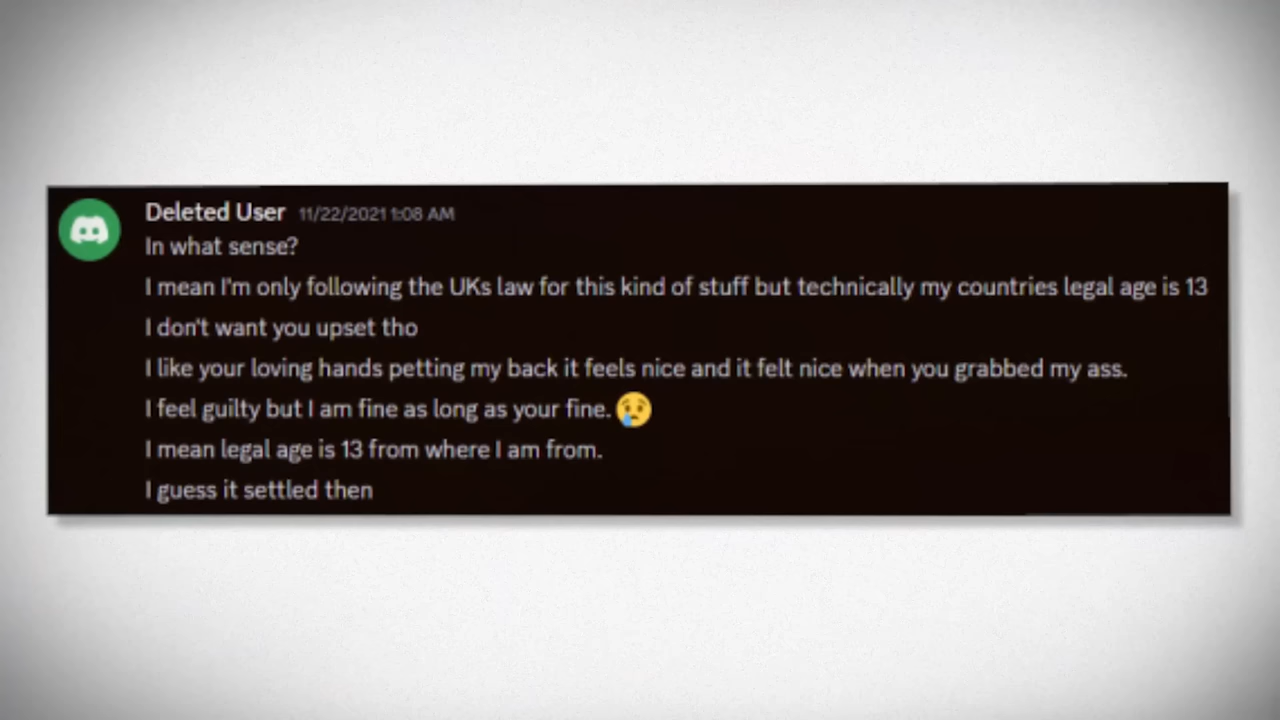 Deleted User 11/22/2021 1:08 AM
In what sense?
I mean I'm only following the UKs law for this kind of stuff but technically my countries legal age is 13
I don't want you upset tho
I like your loving hands petting my back it feels nice and it felt nice when you grabbed my ass.
I feel guilty but I am fine as long as your fine. 😢
I mean legal age is 13 from where I am from.
I guess it settled then